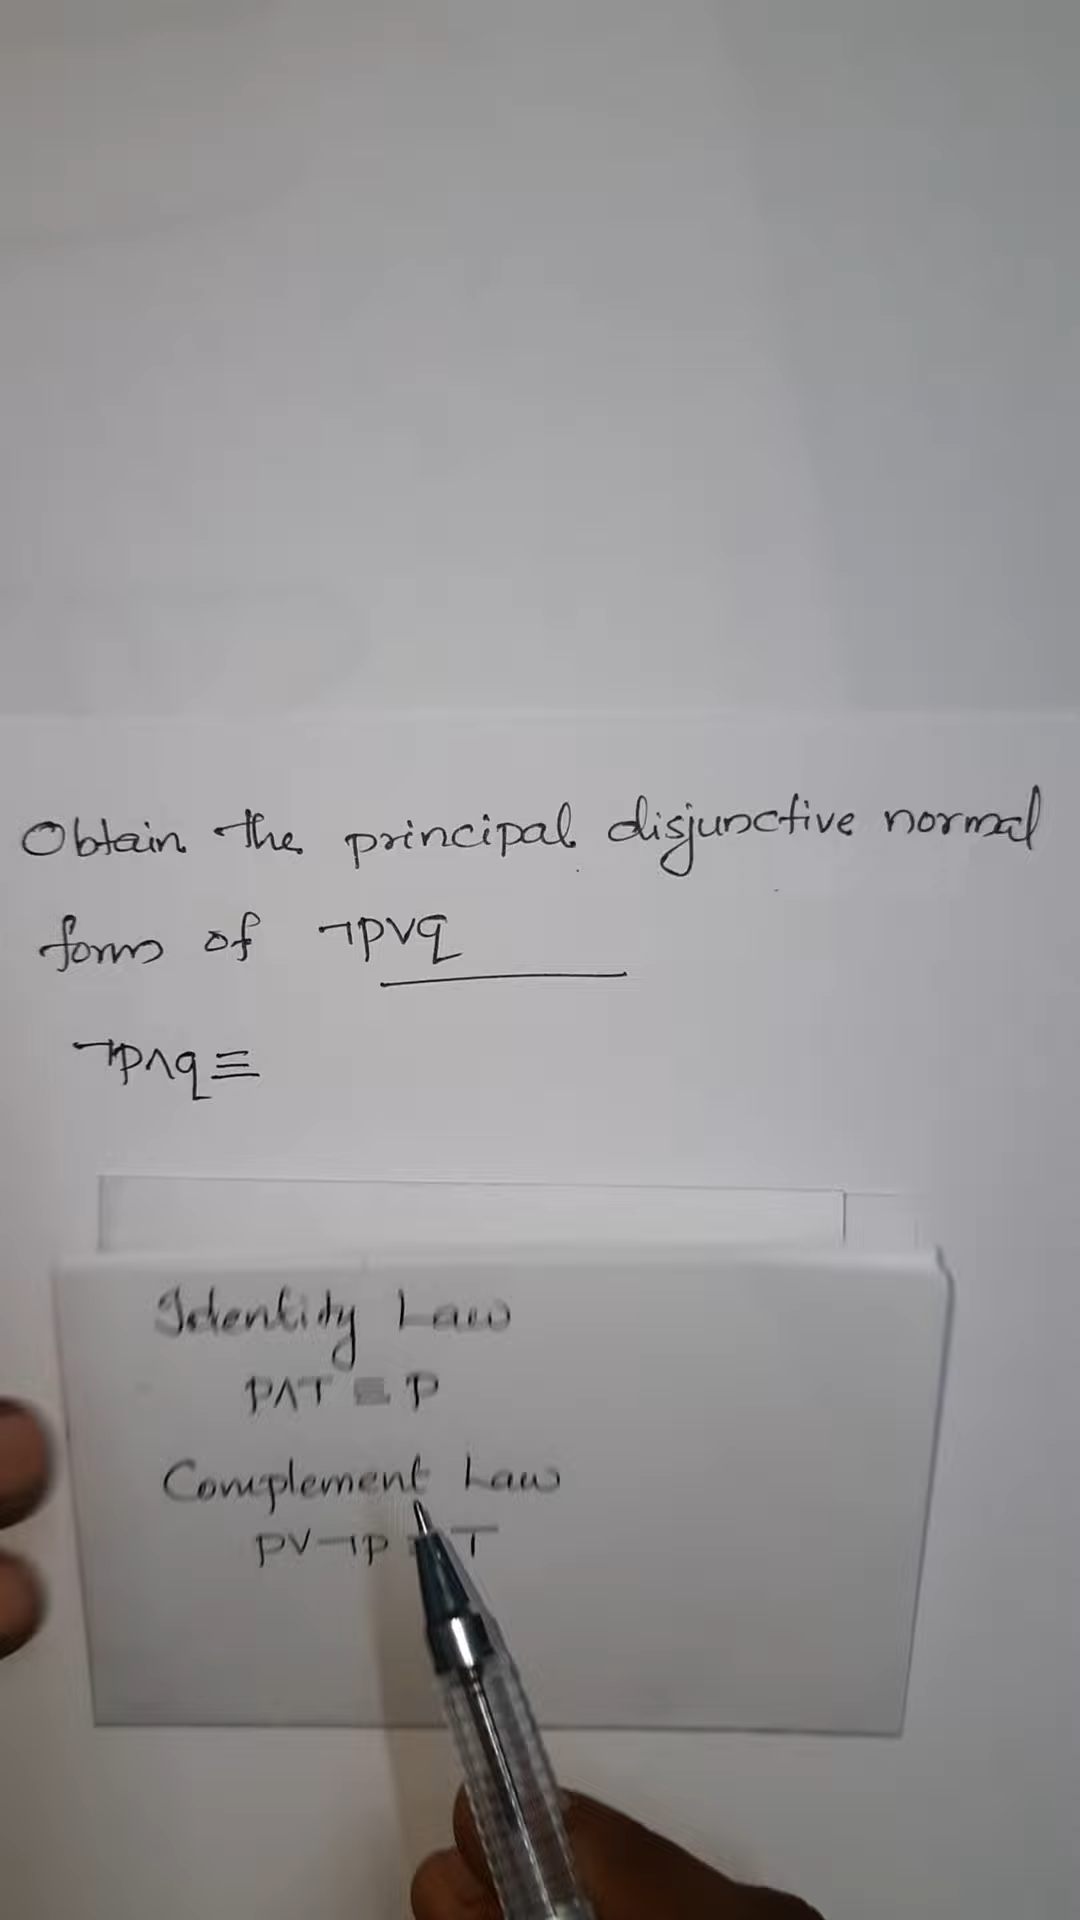 Obtain the principal disjunctive normal
form of ¬p∨q
¬p∧q ≡
Identity Law
P∧T ≡ P
Complement Law
P∨¬P ≡ T